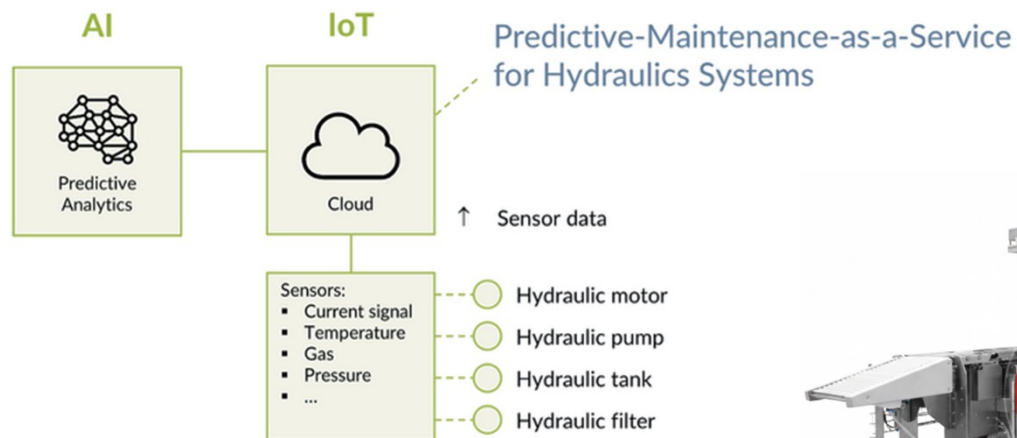 AI
IoT
Predictive-Maintenance-as-a-Service
for Hydraulics Systems
Predictive
Analytics
Cloud
↑ Sensor data
Sensors:
▪ Current signal
▪ Temperature
▪ Gas
▪ Pressure
▪ ...
Hydraulic motor
Hydraulic pump
Hydraulic tank
Hydraulic filter